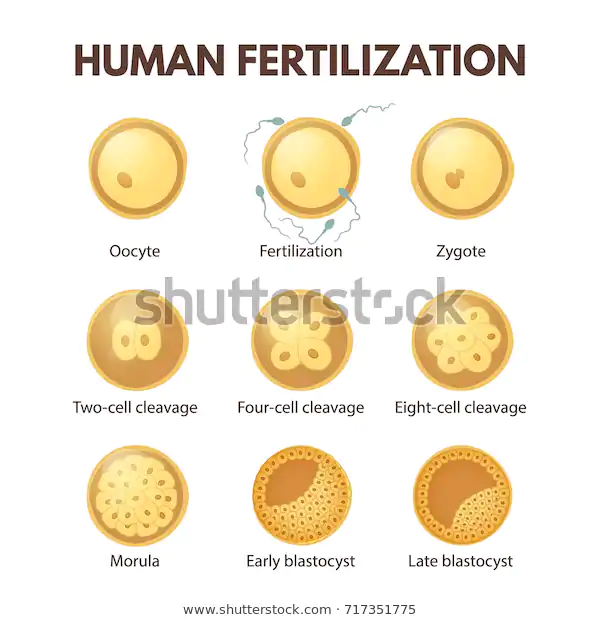 HUMAN FERTILIZATION
Oocyte
Fertilization
Zygote
shutterstock
Two-cell cleavage
Four-cell cleavage
Eight-cell cleavage
Morula
Early blastocyst
Late blastocyst
www.shutterstock.com · 717351775